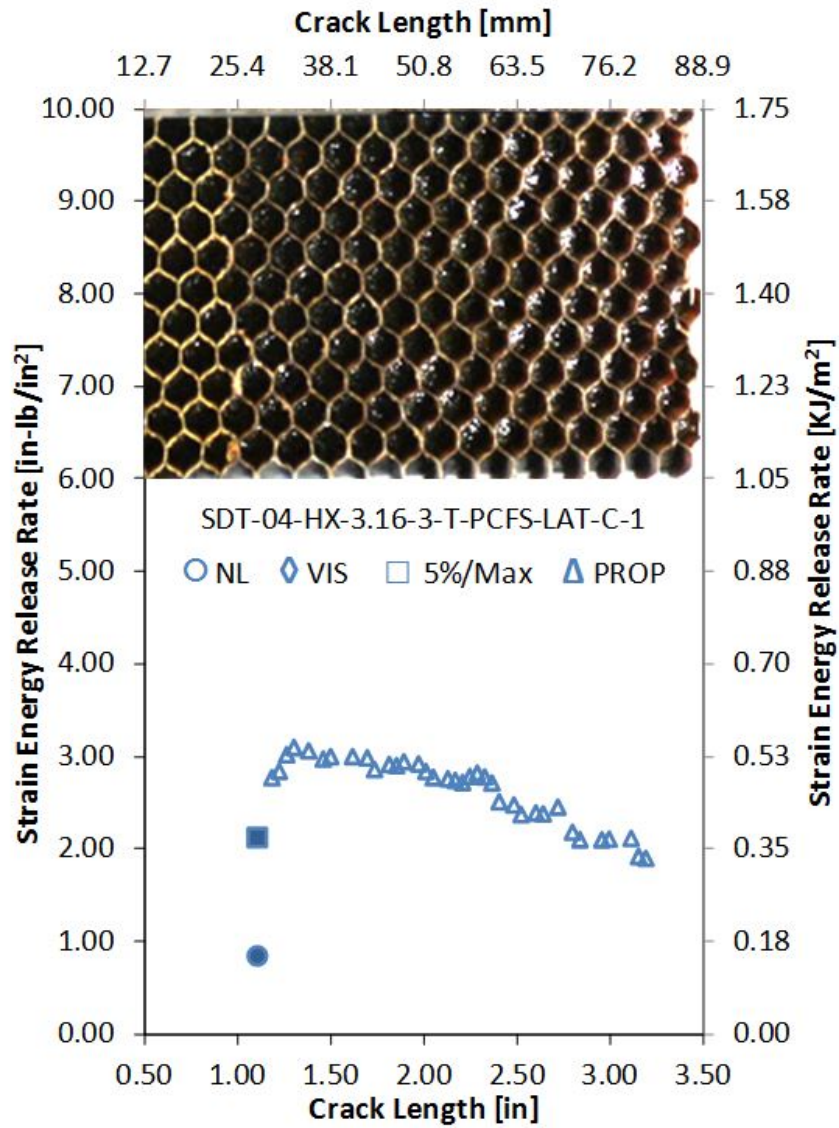 Crack Length [mm]
12.7 25.4 38.1 50.8 63.5 76.2 88.9
10.00 1.75
9.00 1.58
8.00 1.40
7.00 1.23
6.00 1.05
SDT-04-HX-3.16-3-T-PCFS-LAT-C-1
5.00 0.88
NL VIS 5%/Max PROP
4.00 0.70
3.00 0.53
2.00 0.35
1.00 0.18
0.00 0.00
Strain Energy Release Rate [in-lb/in²]
Strain Energy Release Rate [KJ/m²]
0.50 1.00 1.50 2.00 2.50 3.00 3.50
Crack Length [in]